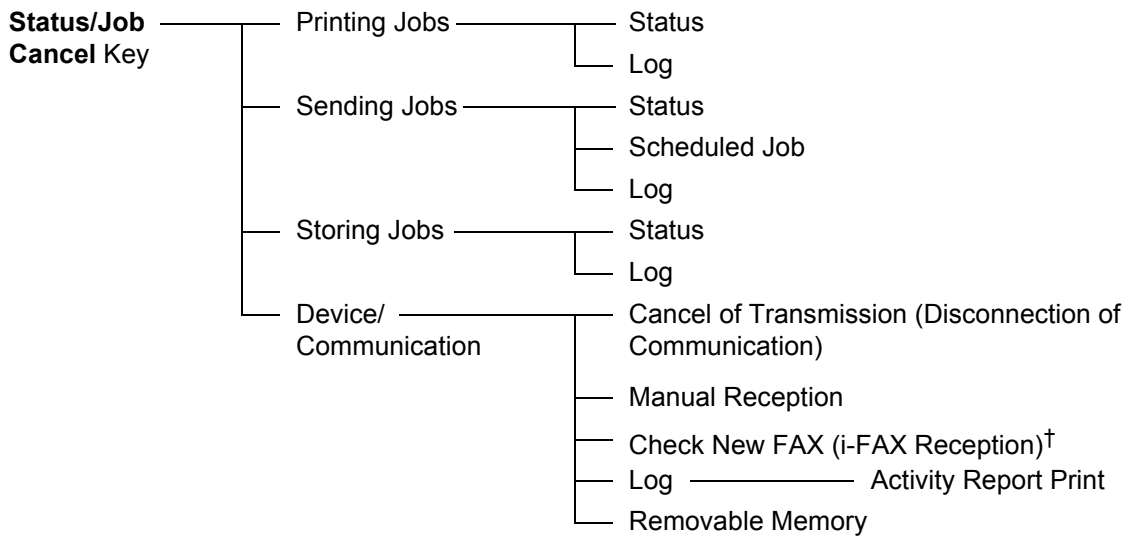 Status/Job Printing Jobs Status
Cancel Key
Log
Sending Jobs Status
Scheduled Job
Log
Storing Jobs Status
Log
Device/ Cancel of Transmission (Disconnection of
Communication Communication)
Manual Reception
Check New FAX (i-FAX Reception)†
Log Activity Report Print
Removable Memory